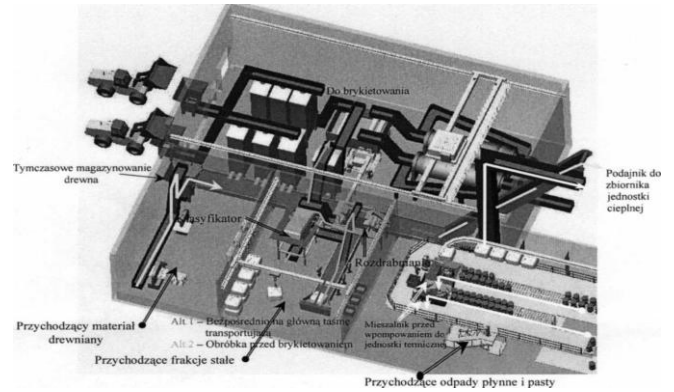 Do brykietowania
Tymczasowe magazynowanie
drewna
Podajnik do
zbiornika
jednostki
cieplnej
Klasyfikator
Rozdrabnianie
Przychodzący materiał
drewniany
Alt 1 – Bezpośrednio na główną taśmę
transportującą
Alt 2 – Obróbka przed brykietowaniem
Mieszalnik przed
wpompowaniem do
jednostki termicznej
Przychodzące frakcje stałe
Przychodzące odpady płynne i pasty